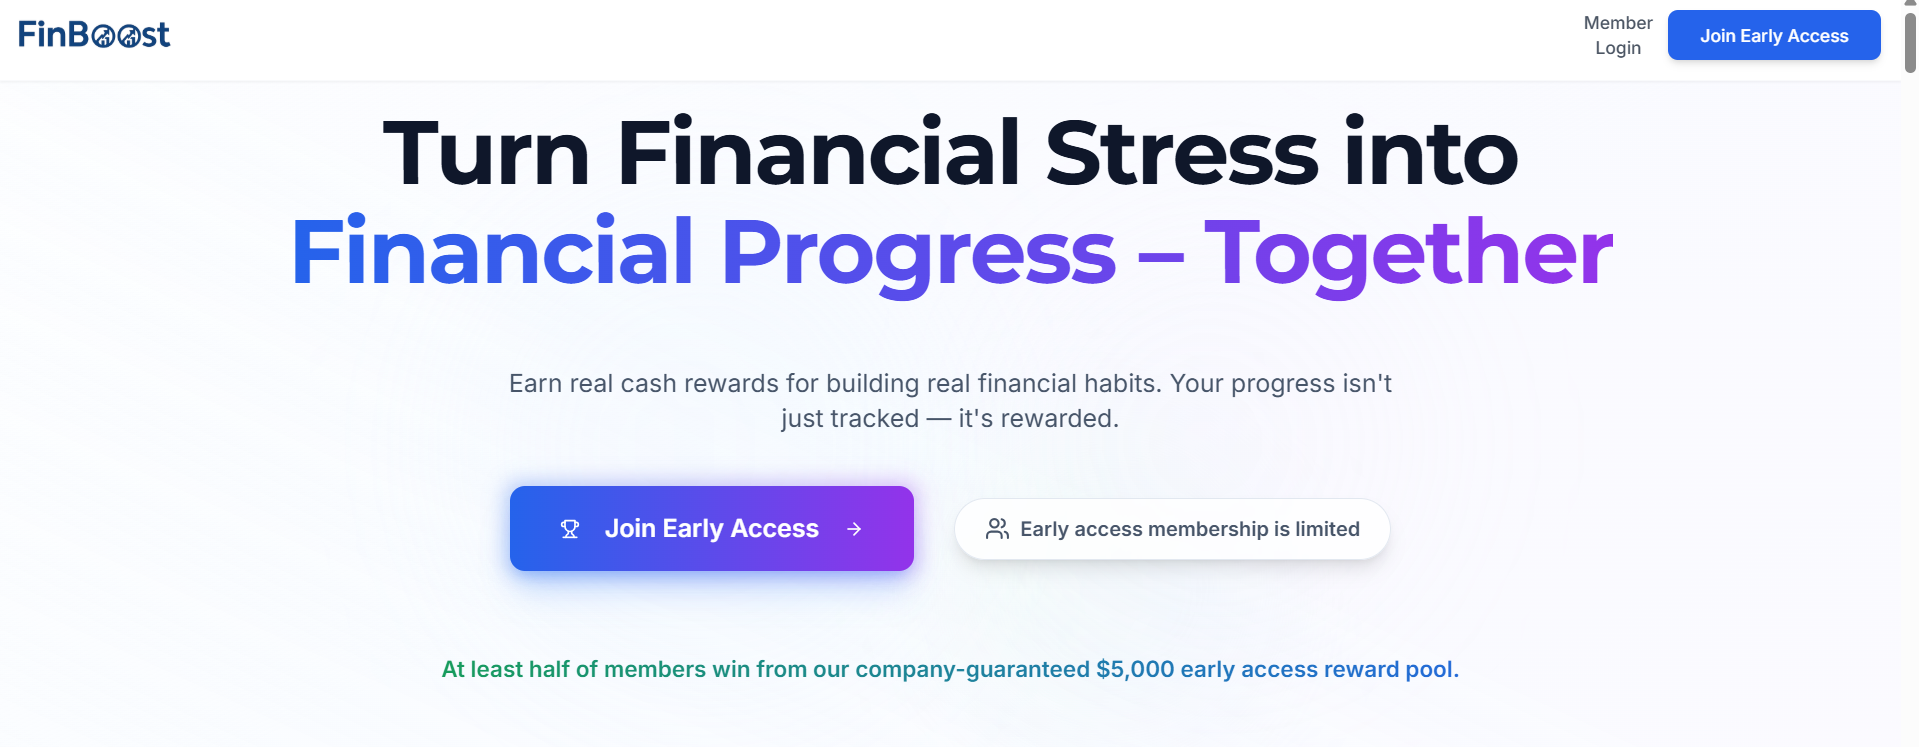 FinBoost
Member
Login
Join Early Access
Turn Financial Stress into
Financial Progress – Together
Earn real cash rewards for building real financial habits. Your progress isn't
just tracked — it's rewarded.
Join Early Access
Early access membership is limited
At least half of members win from our company-guaranteed $5,000 early access reward pool.